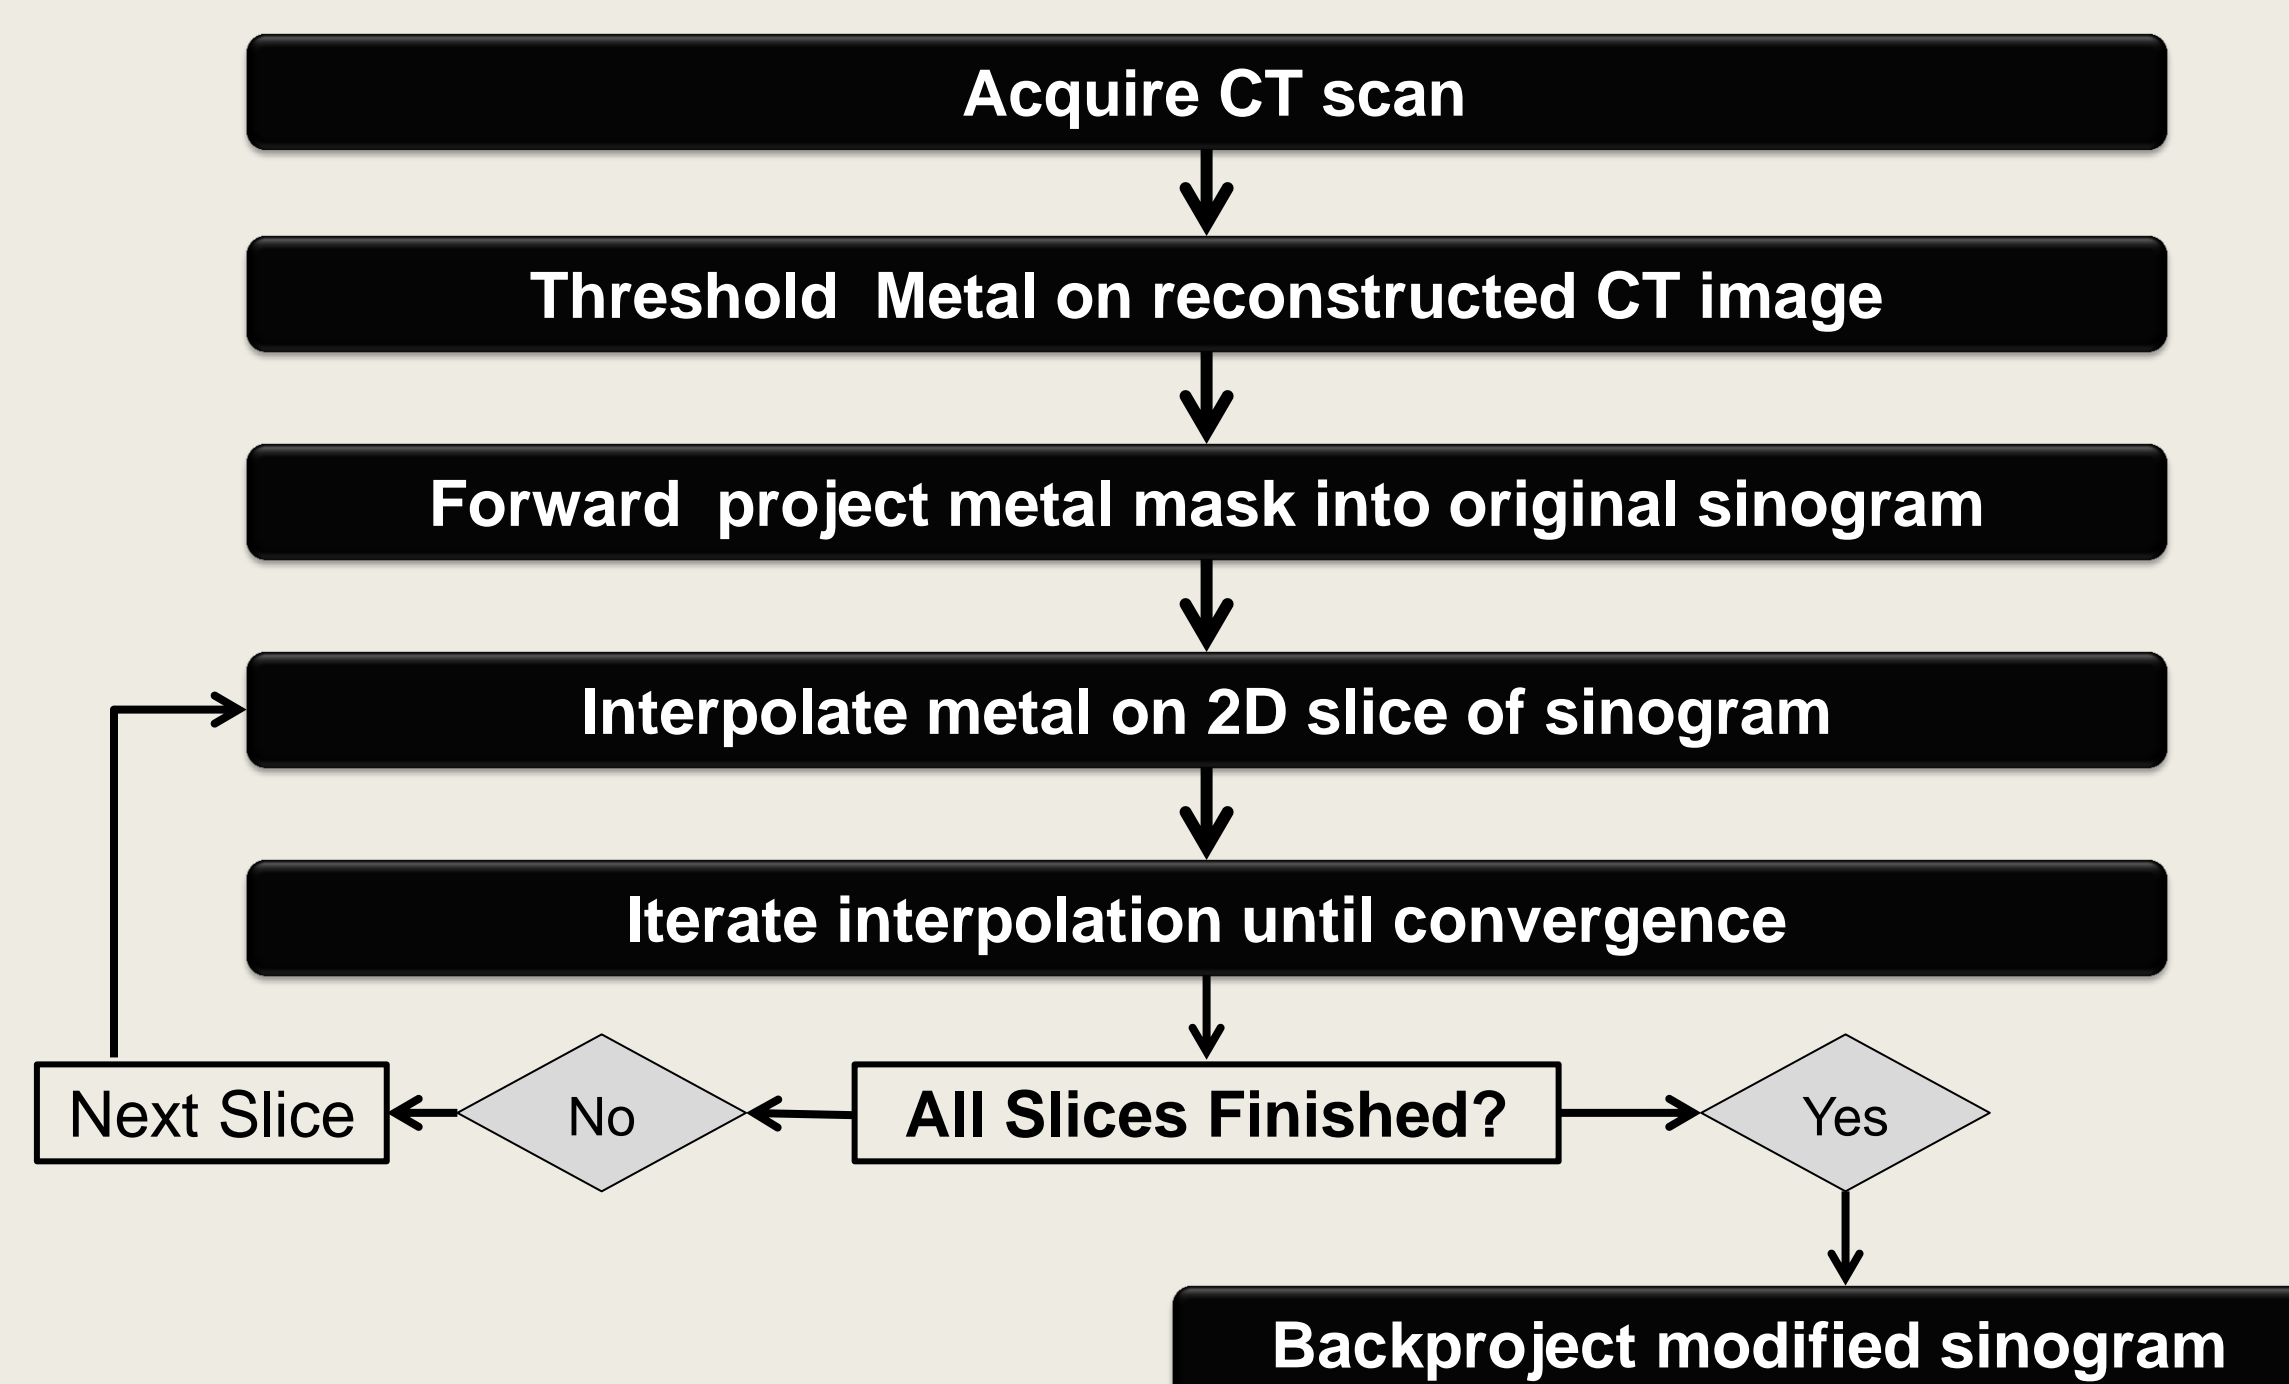 Acquire CT scan
Threshold  Metal on reconstructed CT image
Forward  project metal mask into original sinogram
Interpolate metal on 2D slice of sinogram
Iterate interpolation until convergence
Next Slice
No
All Slices Finished?
Yes
Backproject modified sinogram